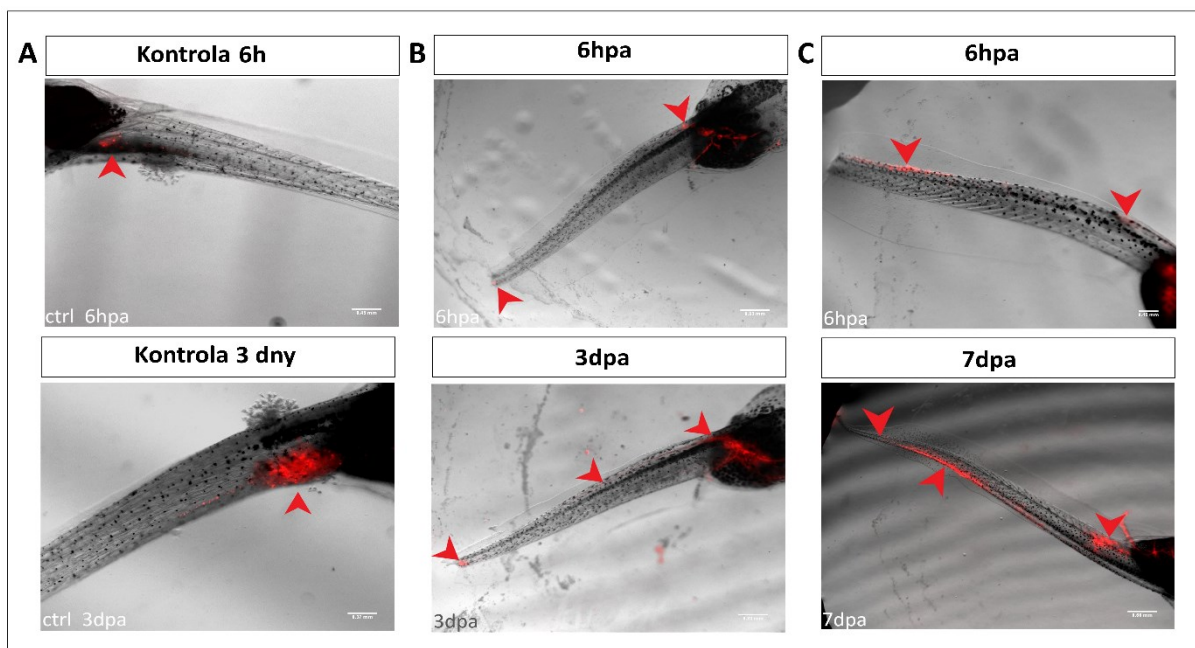 A
Kontrola 6h
ctrl 6hpa
Kontrola 3 dny
ctrl 3dpa
B
6hpa
6hpa
3dpa
3dpa
C
6hpa
6hpa
7dpa
7dpa